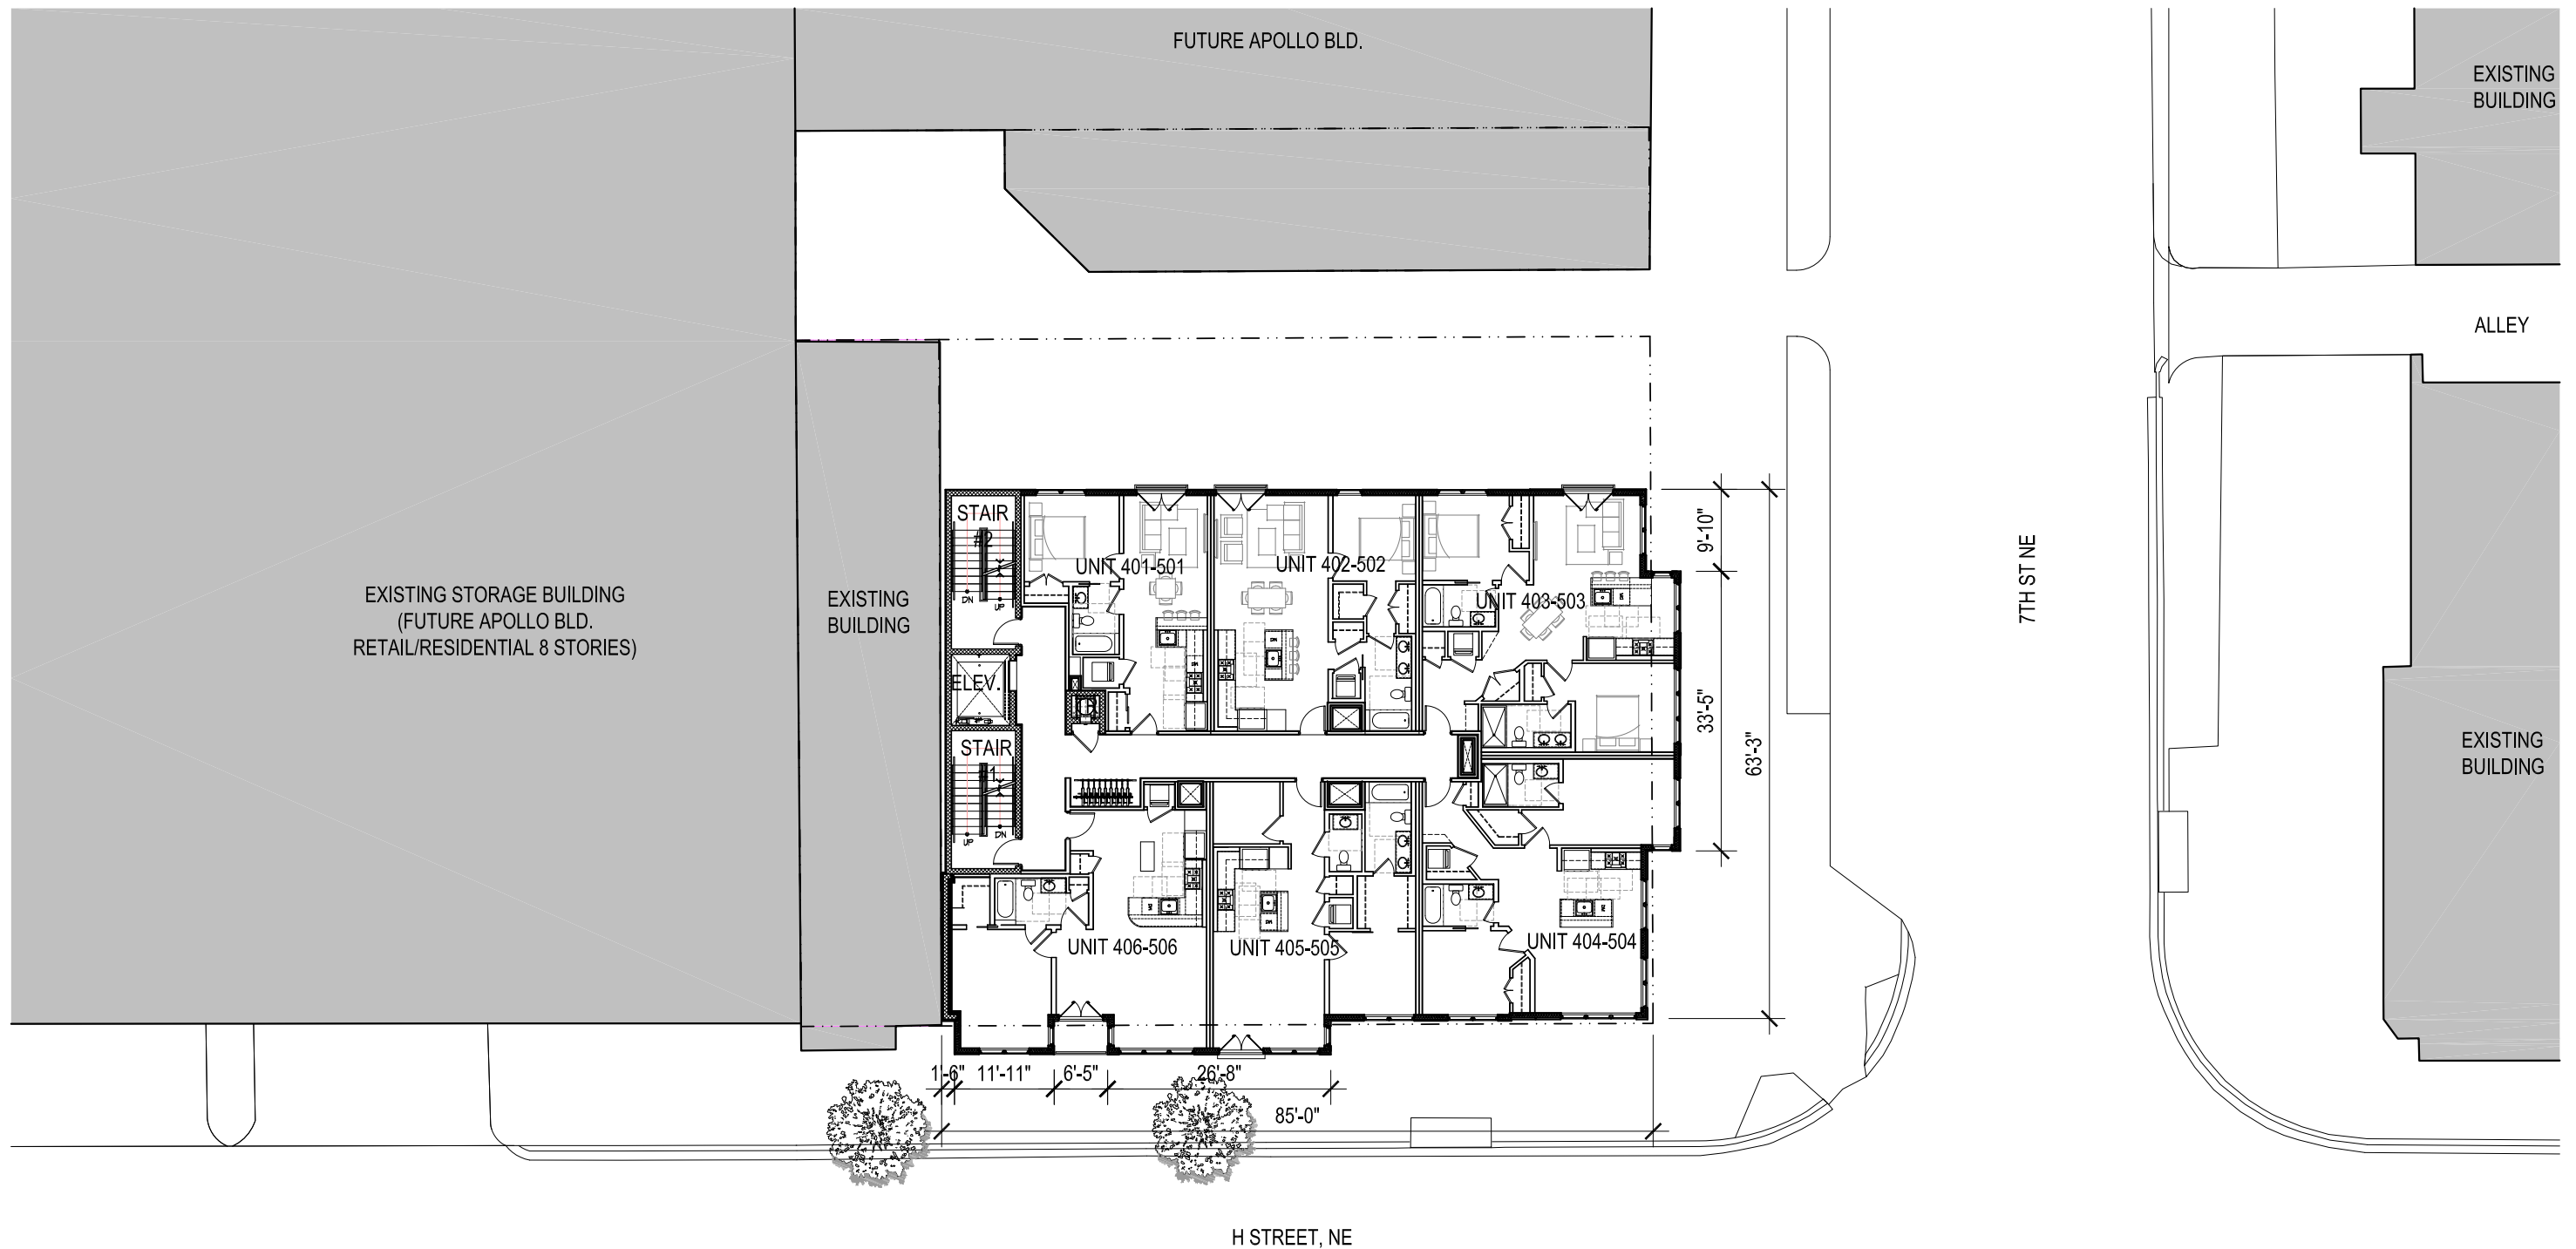 FUTURE APOLLO BLD.
EXISTING
BUILDING
ALLEY
STAIR
#2
DN
UP
UNIT 401-501
UNIT 402-502
UNIT 403-503
9'-10"
7TH ST NE
EXISTING STORAGE BUILDING
(FUTURE APOLLO BLD.
RETAIL/RESIDENTIAL 8 STORIES)
EXISTING
BUILDING
ELEV.
33'-5"
63'-3"
STAIR
#1
UP
DN
EXISTING
BUILDING
UNIT 406-506
UNIT 405-505
UNIT 404-504
1'-6"
11'-11"
6'-5"
26'-8"
85'-0"
H STREET, NE